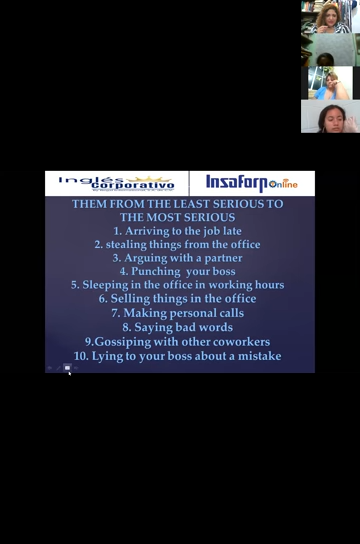 Inglés
Corporativo
Insaforp Online
THEM FROM THE LEAST SERIOUS TO
THE MOST SERIOUS
1. Arriving to the job late
2. stealing things from the office
3. Arguing with a partner
4. Punching your boss
5. Sleeping in the office in working hours
6. Selling things in the office
7. Making personal calls
8. Saying bad words
9.Gossiping with other coworkers
10. Lying to your boss about a mistake